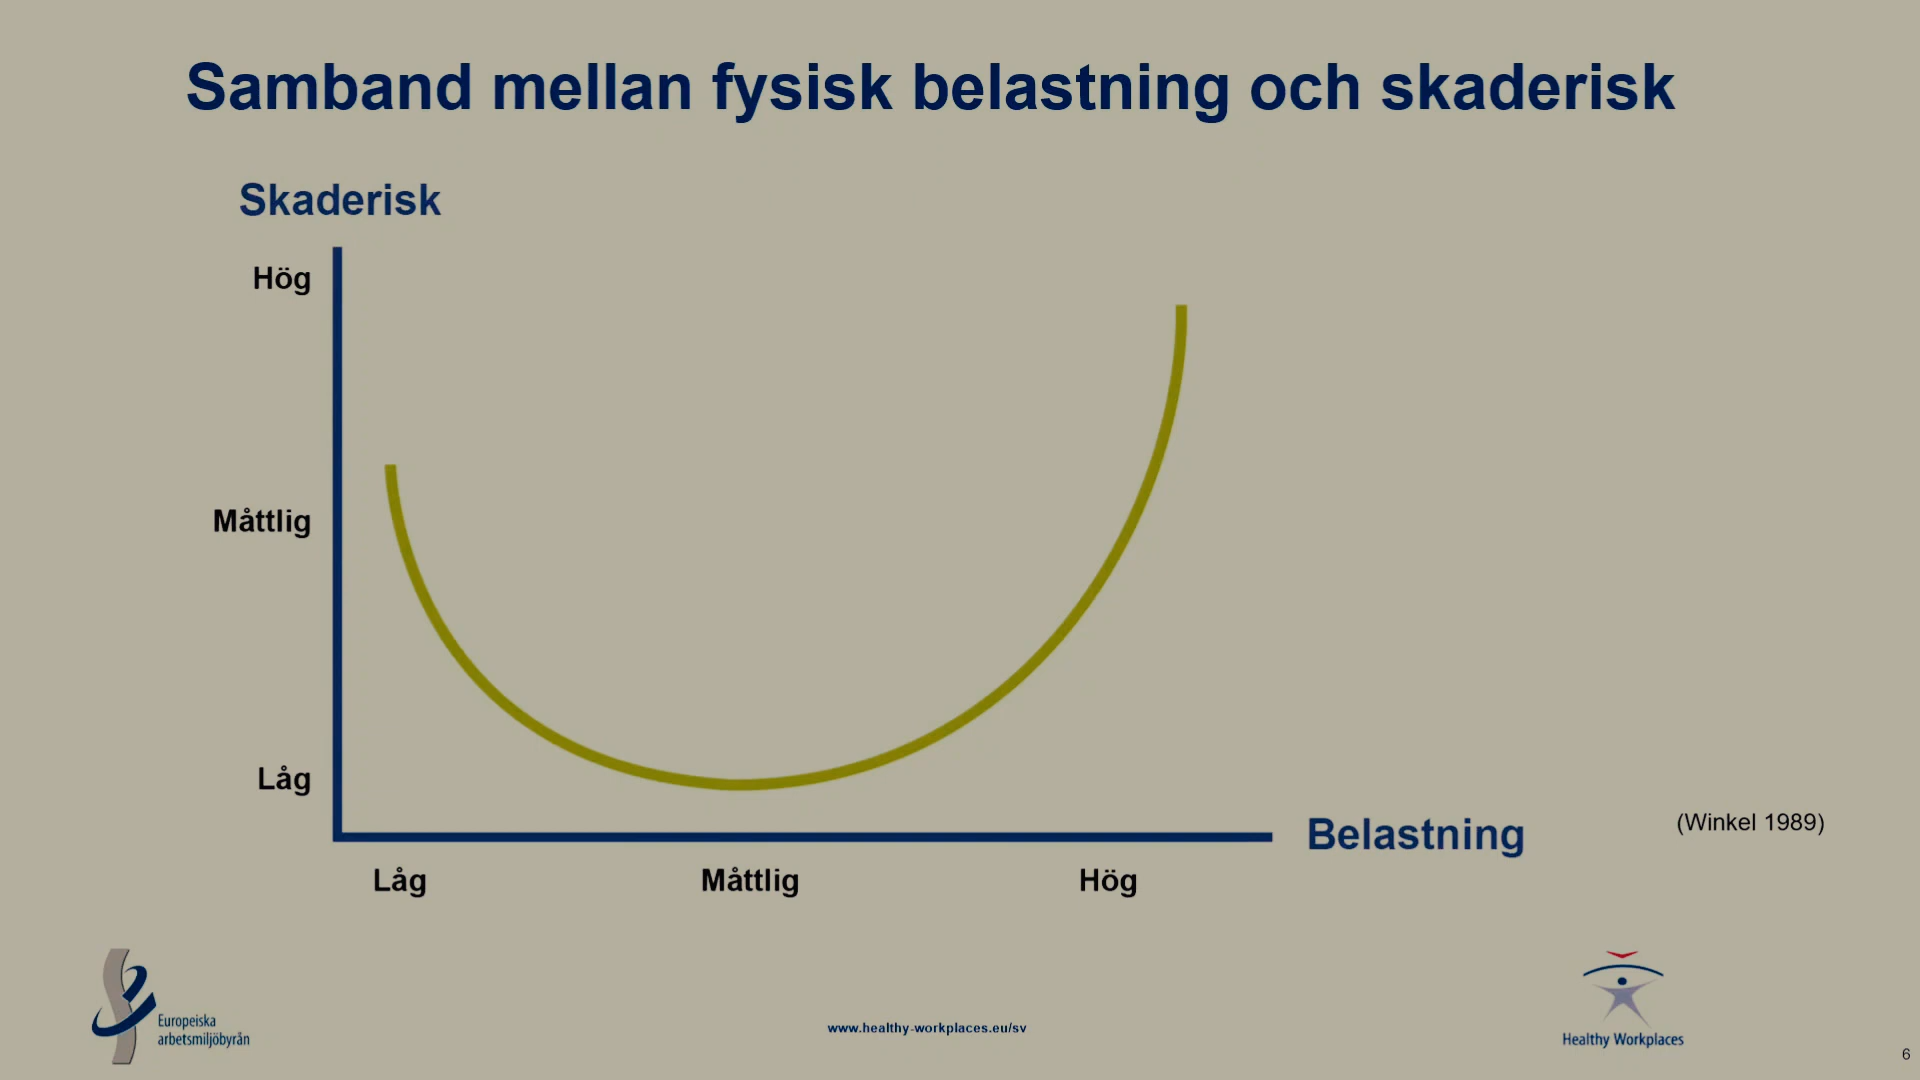 Samband mellan fysisk belastning och skaderisk
Skaderisk
Hög
Måttlig
Låg
Belastning
(Winkel 1989)
Låg
Måttlig
Hög
Europeiska
arbetsmiljöbyrån
www.healthy-workplaces.eu/sv
Healthy Workplaces
6